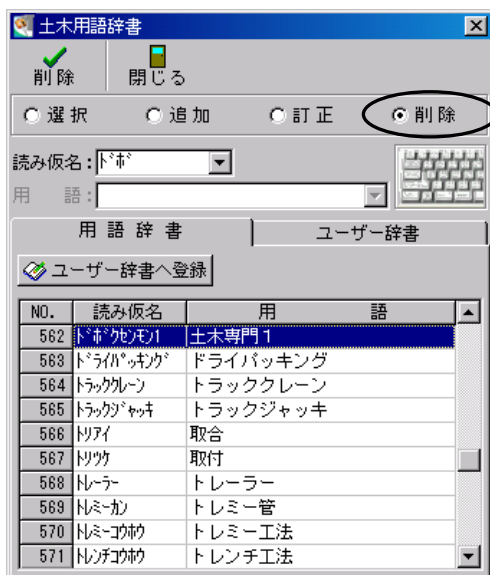 土木用語辞書
削除 閉じる
選択 追加 訂正 削除
読み仮名: ﾄﾞﾎﾞ
用 語:
用語辞書 ユーザー辞書
ユーザー辞書へ登録
NO. 読み仮名 用 語
562 ﾄﾞﾎﾞｸｾﾝﾓﾝ1 土木専門1
563 ﾄﾞﾗｲﾊﾟｯｷﾝｸﾞ ドライパッキング
564 ﾄﾗｯｸｸﾚｰﾝ トラッククレーン
565 ﾄﾗｯｸｼﾞｬｯｷ トラックジャッキ
566 ﾄﾘｱｲ 取合
567 ﾄﾘﾂｹ 取付
568 ﾄﾚｰﾗｰ トレーラー
569 ﾄﾚﾐｰｶﾝ トレミー管
570 ﾄﾚﾐｰｺｳﾎｳ トレミー工法
571 ﾄﾚﾝﾁｺｳﾎｳ トレンチ工法